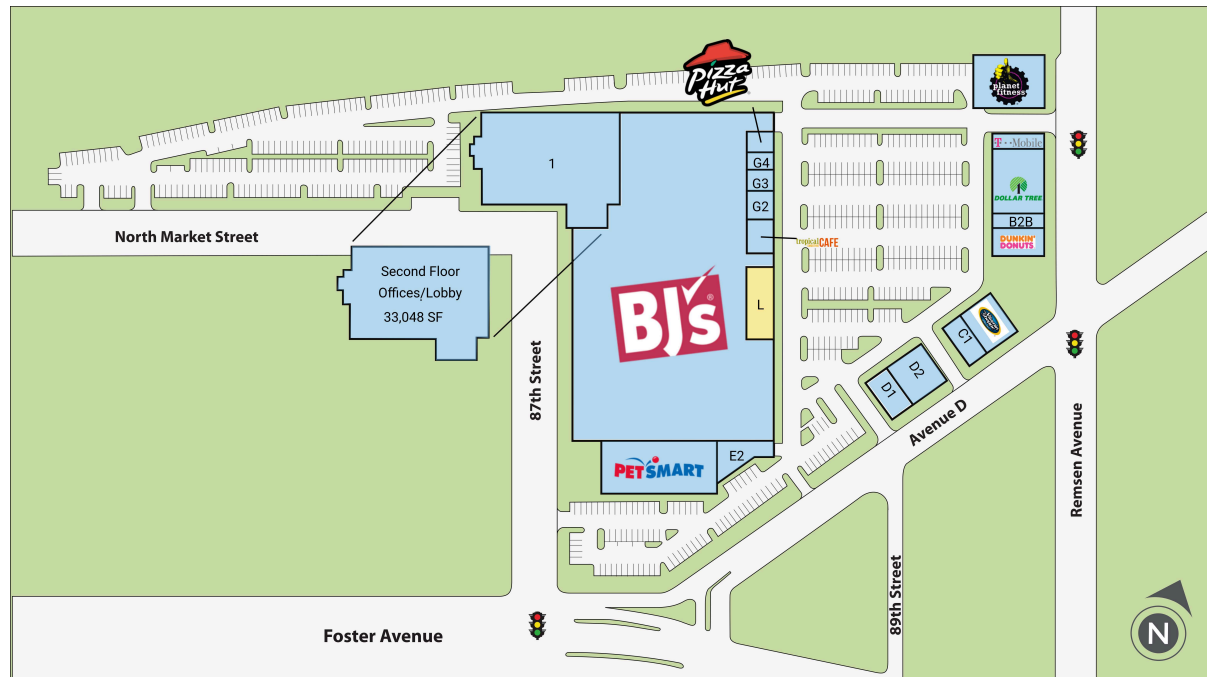 Pizza
Hut
planet
fitness
T··Mobile
1
G4
G3
DOLLAR TREE
G2
B2B
North Market Street
tropical CAFE
DUNKIN'
DONUTS
Second Floor
Offices/Lobby
33,048 SF
BJ's
®
L
C1
D2
D1
87th Street
Avenue D
Remsen Avenue
PETSMART
E2
89th Street
Foster Avenue
N